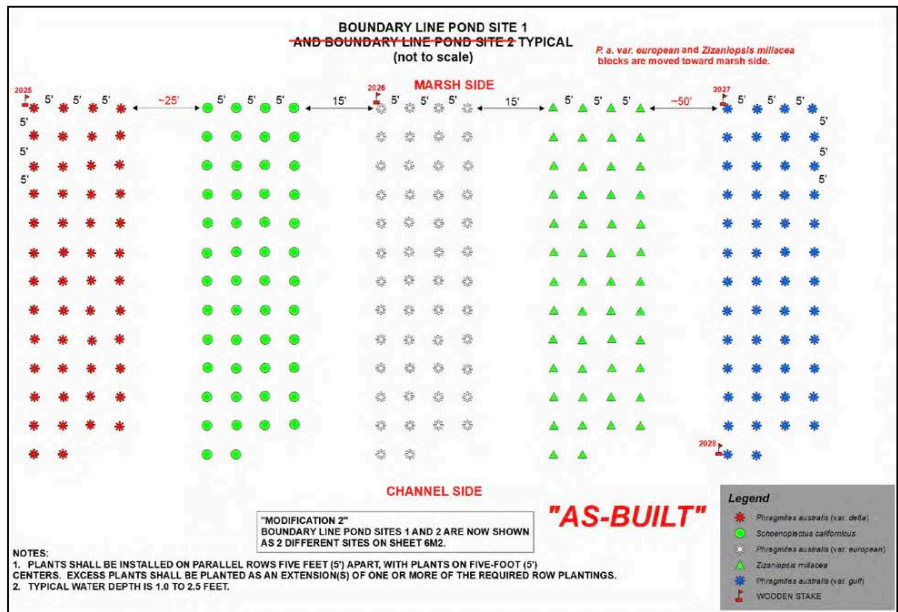 BOUNDARY LINE POND SITE 1
AND BOUNDARY LINE POND SITE 2 TYPICAL
(not to scale)
P. a. var. european and Zizaniopsis miliacea
blocks are moved toward marsh side.
MARSH SIDE
2025
5' 5' 5'
~25'
5' 5' 5'
15'
2026
5' 5' 5'
15'
5' 5' 5'
~50'
2027
5' 5' 5'
5'
5'
5'
5'
5'
5'
2028
CHANNEL SIDE
"AS-BUILT"
"MODIFICATION 2"
BOUNDARY LINE POND SITES 1 AND 2 ARE NOW SHOWN
AS 2 DIFFERENT SITES ON SHEET 6M2.
NOTES:
1. PLANTS SHALL BE INSTALLED ON PARALLEL ROWS FIVE FEET (5') APART, WITH PLANTS ON FIVE-FOOT (5')
CENTERS. EXCESS PLANTS SHALL BE PLANTED AS AN EXTENSION(S) OF ONE OR MORE OF THE REQUIRED ROW PLANTINGS.
2. TYPICAL WATER DEPTH IS 1.0 TO 2.5 FEET.
Legend
Phragmites australis (var. delta)
Schoenoplectus californicus
Phragmites australis (var. european)
Zizaniopsis miliacea
Phragmites australis (var. gulf)
WOODEN STAKE